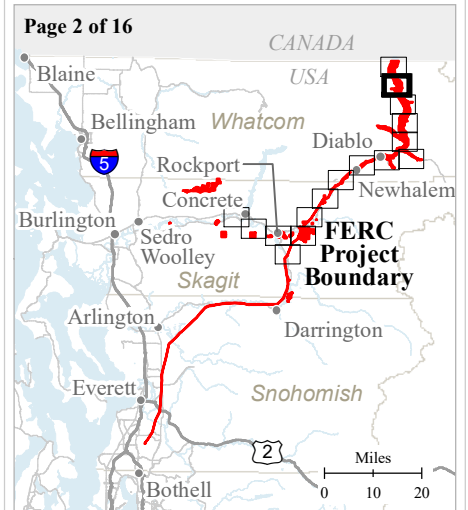 Page 2 of 16
CANADA
USA
Blaine
Bellingham
Whatcom
Diablo
5
Rockport
Newhalem
Concrete
Burlington
Sedro
Woolley
FERC
Project
Boundary
Skagit
Arlington
Darrington
Everett
Snohomish
2
Miles
0 10 20
Bothell